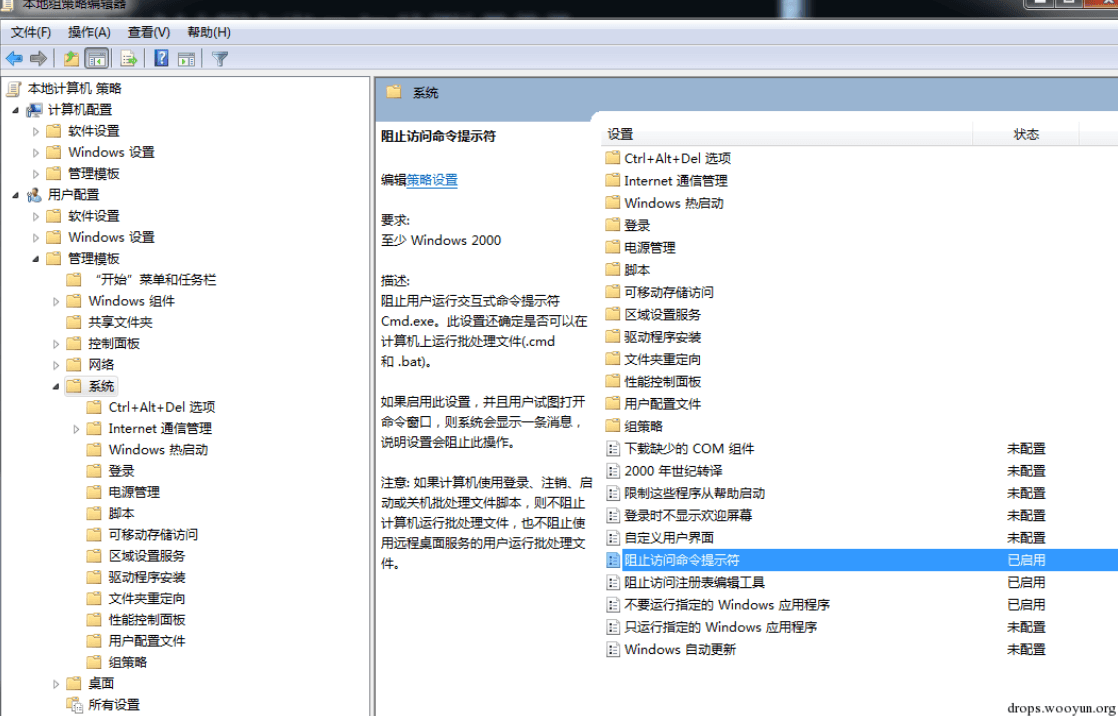 本地组策略编辑器
文件(F) 操作(A) 查看(V) 帮助(H)
本地计算机 策略
计算机配置
软件设置
Windows 设置
管理模板
用户配置
软件设置
Windows 设置
管理模板
“开始”菜单和任务栏
Windows 组件
共享文件夹
控制面板
网络
系统
Ctrl+Alt+Del 选项
Internet 通信管理
Windows 热启动
登录
电源管理
脚本
可移动存储访问
区域设置服务
驱动程序安装
文件夹重定向
性能控制面板
用户配置文件
组策略
桌面
所有设置
系统
阻止访问命令提示符
编辑策略设置
要求:
至少 Windows 2000
描述:
阻止用户运行交互式命令提示符
Cmd.exe。此设置还确定是否可以在
计算机上运行批处理文件(.cmd
和 .bat)。
如果启用此设置，并且用户试图打开
命令窗口，则系统会显示一条消息，
说明设置会阻止此操作。
注意: 如果计算机使用登录、注销、启
动或关机批处理文件脚本，则不阻止
计算机运行批处理文件，也不阻止使
用远程桌面服务的用户运行批处理文
件。
设置 状态
Ctrl+Alt+Del 选项
Internet 通信管理
Windows 热启动
登录
电源管理
脚本
可移动存储访问
区域设置服务
驱动程序安装
文件夹重定向
性能控制面板
用户配置文件
组策略
下载缺少的 COM 组件 未配置
2000 年世纪转译 未配置
限制这些程序从帮助启动 未配置
登录时不显示欢迎屏幕 未配置
自定义用户界面 未配置
阻止访问命令提示符 已启用
阻止访问注册表编辑工具 已启用
不要运行指定的 Windows 应用程序 已启用
只运行指定的 Windows 应用程序 未配置
Windows 自动更新 未配置
drops.wooyun.org